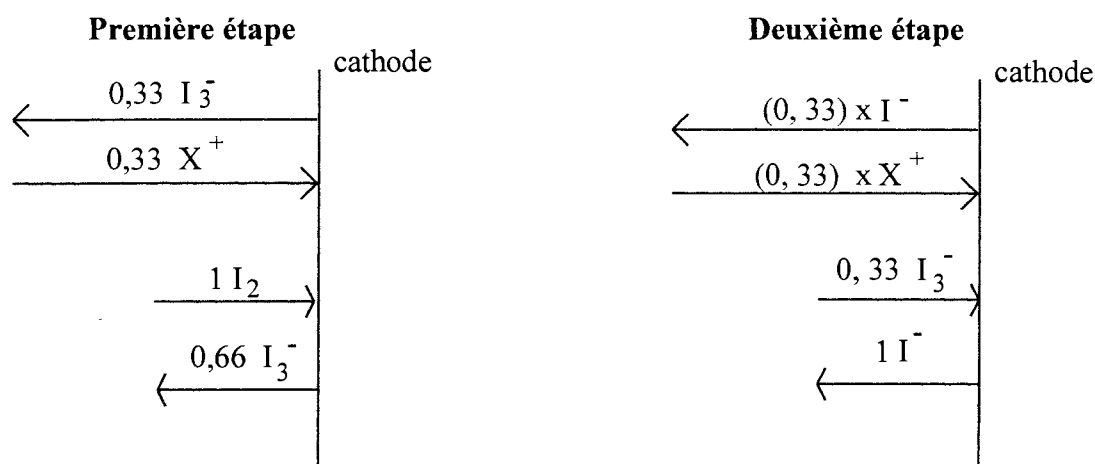 Première étape
cathode
0,33 I₃⁻
0,33 X⁺
1 I₂
0,66 I₃⁻
Deuxième étape
cathode
(0, 33) x I⁻
(0, 33) x X⁺
0, 33 I₃⁻
1 I⁻